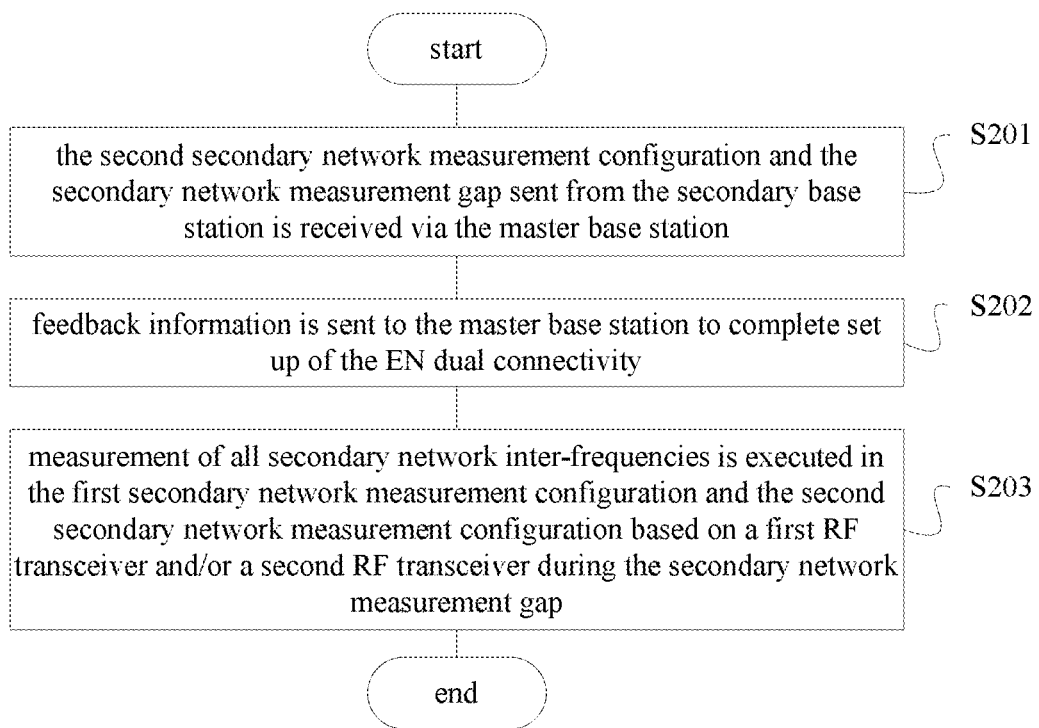 start
the second secondary network measurement configuration and the
secondary network measurement gap sent from the secondary base
station is received via the master base station
S201
feedback information is sent to the master base station to complete set
up of the EN dual connectivity
S202
measurement of all secondary network inter-frequencies is executed in
the first secondary network measurement configuration and the second
secondary network measurement configuration based on a first RF
transceiver and/or a second RF transceiver during the secondary network
measurement gap
S203
end